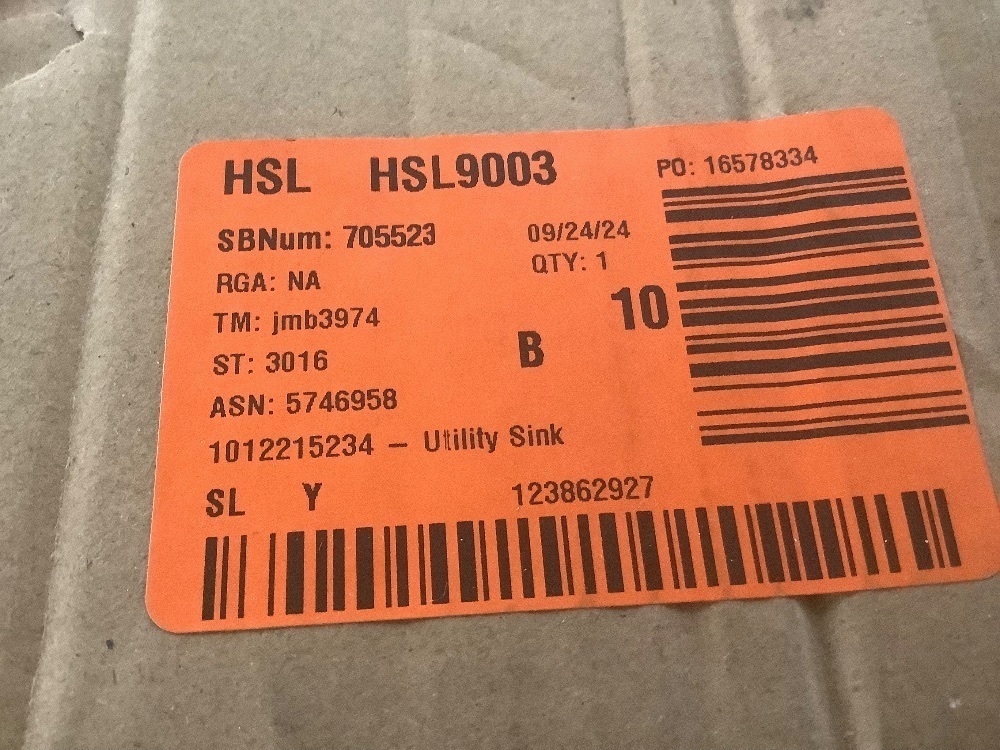 HSL HSL9003 PO: 16578334
SBNum: 705523 09/24/24
RGA: NA QTY: 1
TM: jmb3974 10
ST: 3016 B
ASN: 5746958
1012215234 – Utility Sink
SL Y 123862927